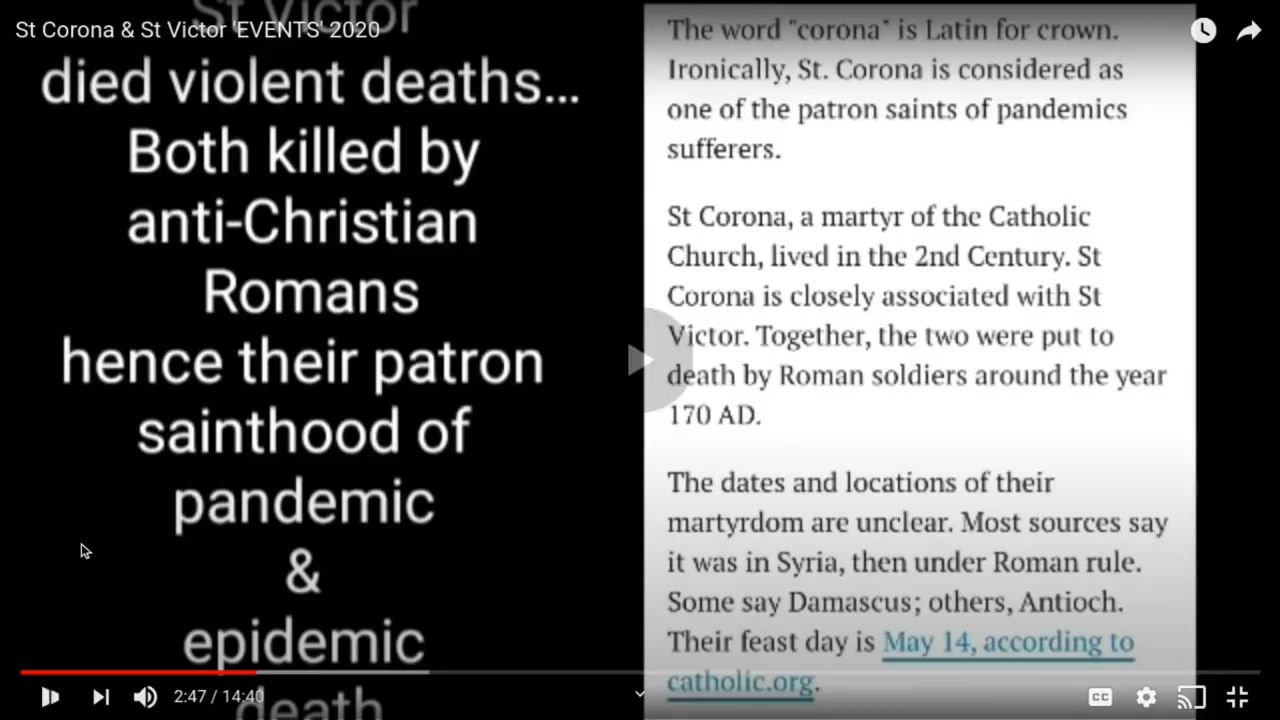 St Victor
St Corona & St Victor 'EVENTS' 2020
died violent deaths...
Both killed by
anti-Christian
Romans
hence their patron
sainthood of
pandemic
&
epidemic
death
The word "corona" is Latin for crown.
Ironically, St. Corona is considered as
one of the patron saints of pandemics
sufferers.
St Corona, a martyr of the Catholic
Church, lived in the 2nd Century. St
Corona is closely associated with St
Victor. Together, the two were put to
death by Roman soldiers around the year
170 AD.
The dates and locations of their
martyrdom are unclear. Most sources say
it was in Syria, then under Roman rule.
Some say Damascus; others, Antioch.
Their feast day is May 14, according to
catholic.org.
2:47 / 14:40
CC